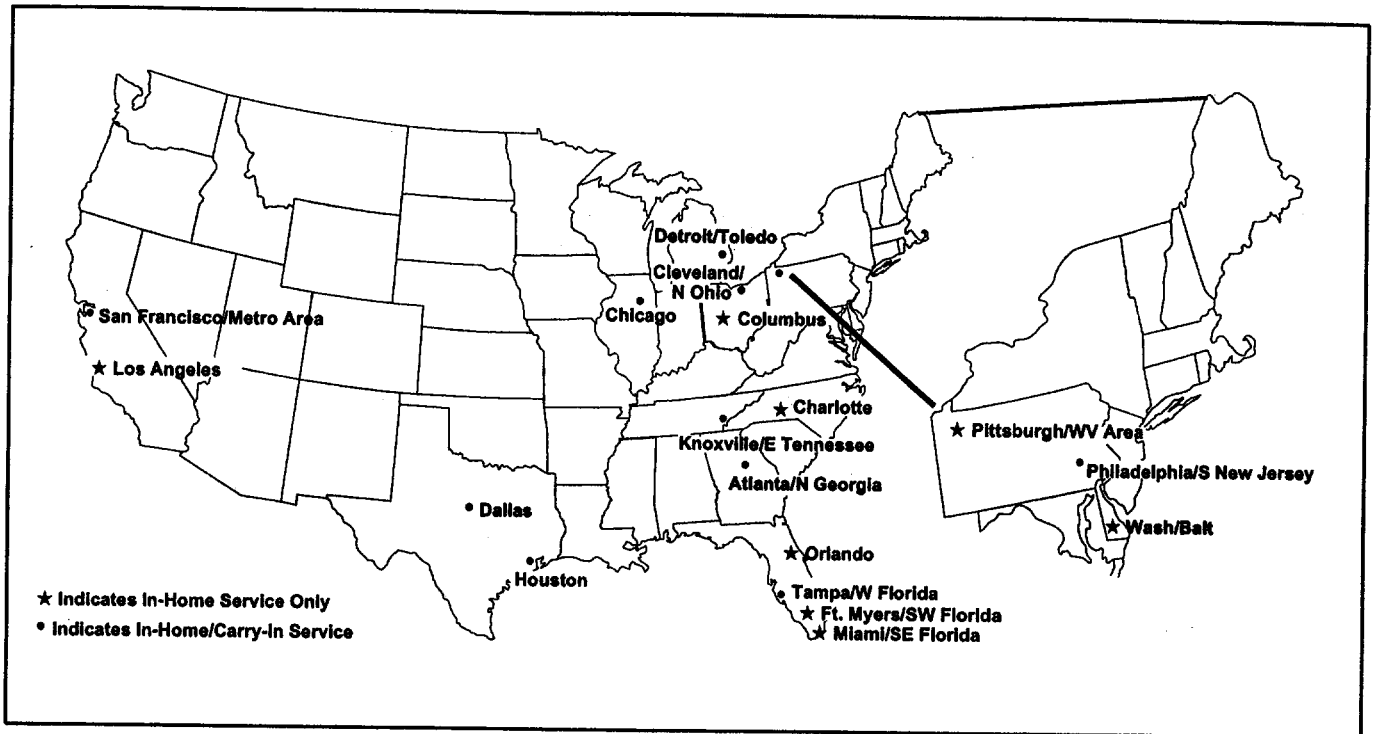 Detroit/Toledo
Cleveland/
N Ohio
Chicago
Columbus
San Francisco/Metro Area
Los Angeles
Charlotte
Knoxville/E Tennessee
Atlanta/N Georgia
Pittsburgh/WV Area
Philadelphia/S New Jersey
Wash/Balt
Dallas
Houston
Orlando
Tampa/W Florida
Ft. Myers/SW Florida
Miami/SE Florida
★ Indicates In-Home Service Only
• Indicates In-Home/Carry-In Service